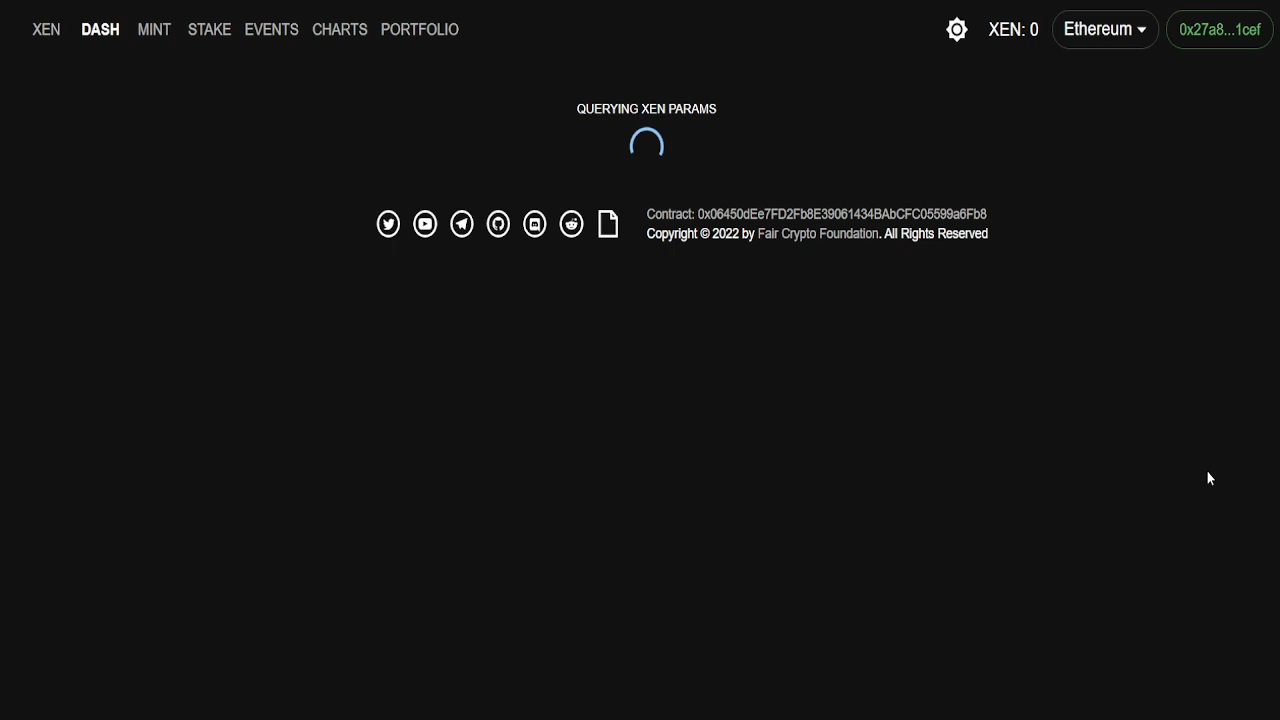 XEN DASH MINT STAKE EVENTS CHARTS PORTFOLIO XEN: 0 Ethereum 0x27a8...1cef
QUERYING XEN PARAMS
Contract: 0x06450dEe7FD2Fb8E39061434BAbCFC05599a6Fb8
Copyright © 2022 by Fair Crypto Foundation. All Rights Reserved